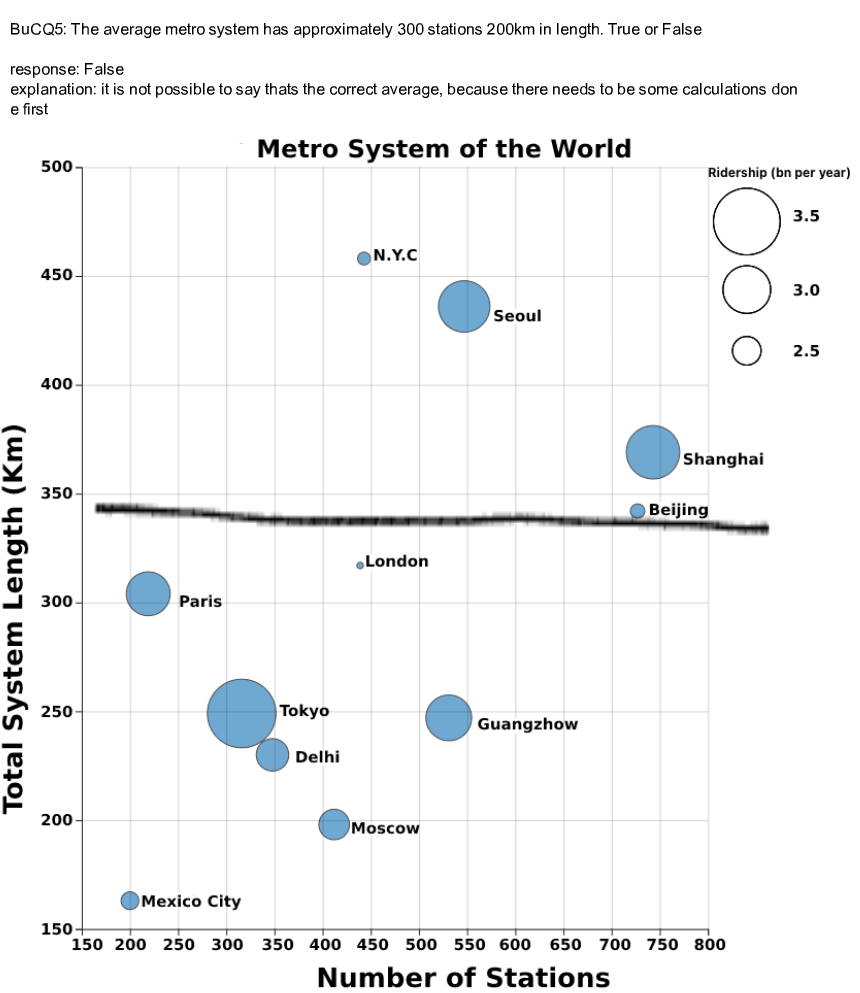 BuCQ5: The average metro system has approximately 300 stations 200km in length. True or False
response: False
explanation: it is not possible to say thats the correct average, because there needs to be some calculations don
e first
Metro System of the World
Ridership (bn per year)
3.5
3.0
2.5
Total System Length (Km)
500
450
400
350
300
250
200
150
N.Y.C
Seoul
Shanghai
Beijing
London
Paris
Tokyo
Guangzhow
Delhi
Moscow
Mexico City
150 200 250 300 350 400 450 500 550 600 650 700 750 800
Number of Stations